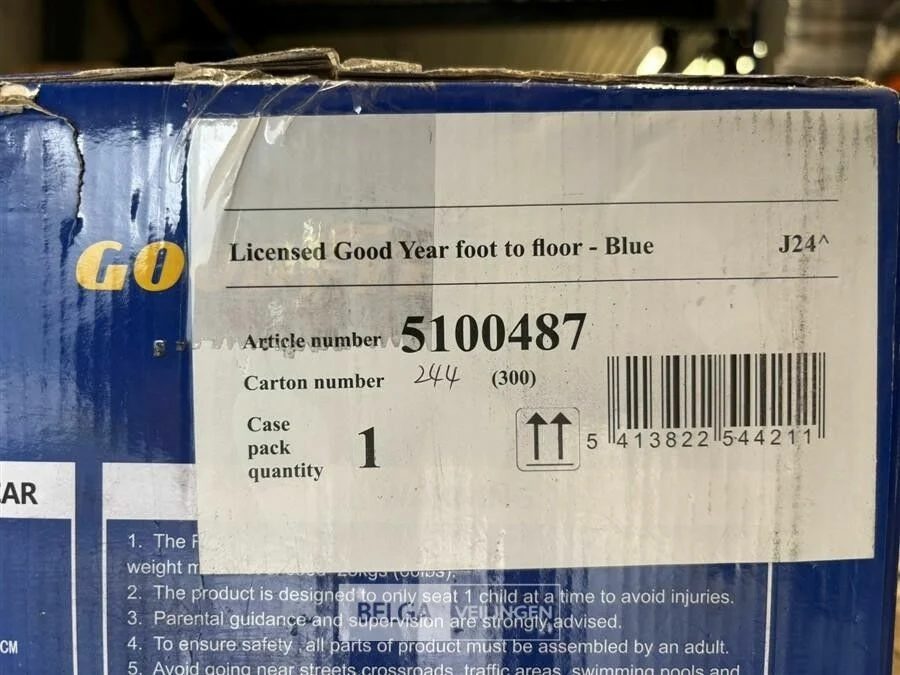 Licensed Good Year foot to floor - Blue J24^
GO
Article number 5100487
Carton number 244 (300)
Case
pack
quantity
1
5 413822 544211
CAR
1. The
weight
2. The product is designed to only seat 1 child at a time to avoid injuries.
BELGA VEILINGEN
3. Parental guidance and supervision are strongly advised.
4. To ensure safety , all parts of product must be assembled by an adult.
CM
5. Avoid going near streets,crossroads, traffic areas, swimming pools and